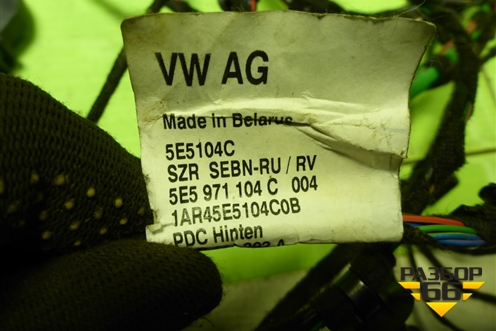 VW AG
Made in Belarus
5E5104C
SZR SEBN-RU / RV
5E5 971 104 C 004
1AR45E5104C0B
PDC Hinten
РАЗБОР
66